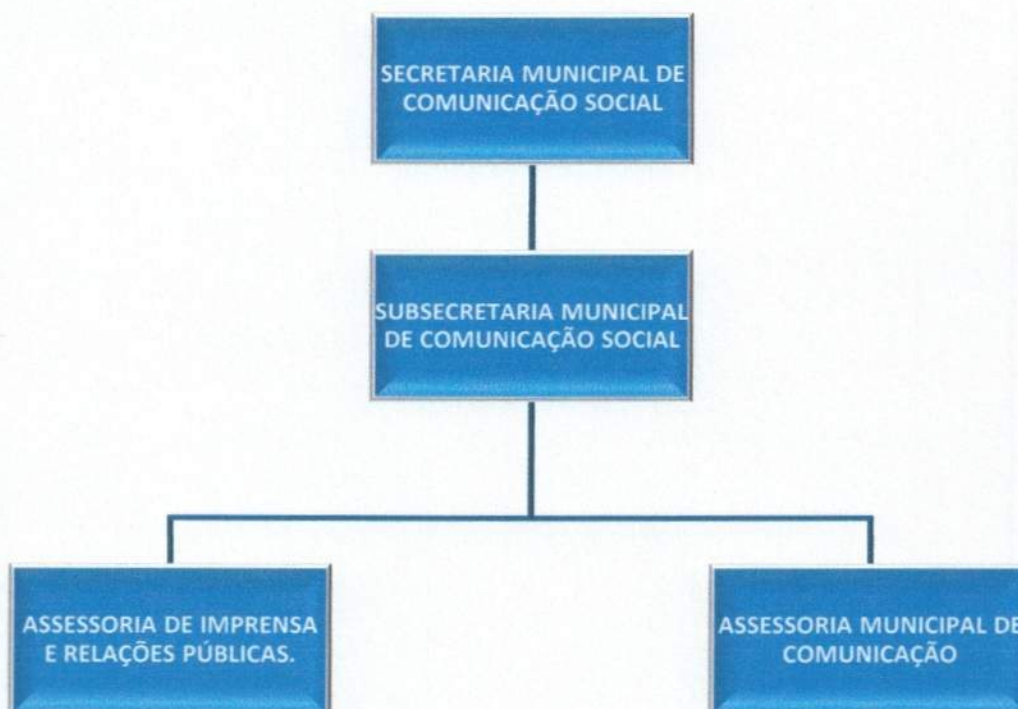 SECRETARIA MUNICIPAL DE
COMUNICAÇÃO SOCIAL
SUBSECRETARIA MUNICIPAL
DE COMUNICAÇÃO SOCIAL
ASSESSORIA DE IMPRENSA
E RELAÇÕES PÚBLICAS.
ASSESSORIA MUNICIPAL DE
COMUNICAÇÃO